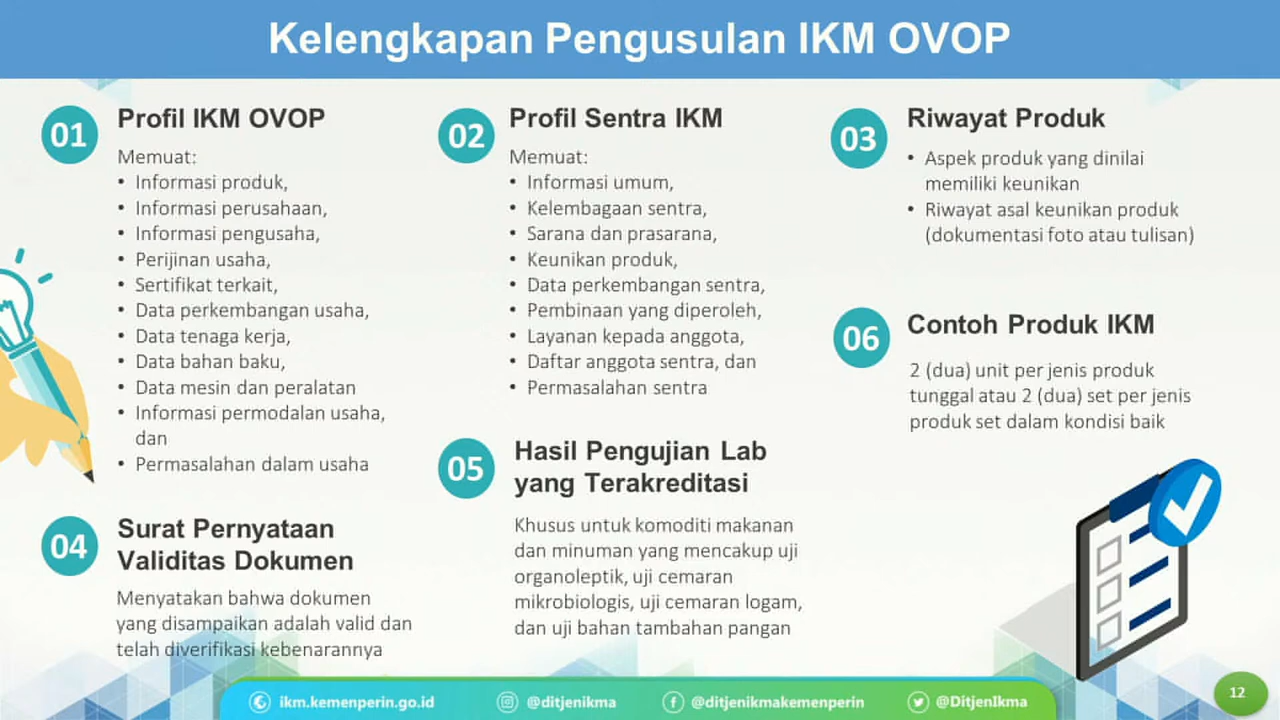 Kelengkapan Pengusulan IKM OVOP
01
Profil IKM OVOP
Memuat:
• Informasi produk,
• Informasi perusahaan,
• Informasi pengusaha,
• Perijinan usaha,
• Sertifikat terkait,
• Data perkembangan usaha,
• Data tenaga kerja,
• Data bahan baku,
• Data mesin dan peralatan
• Informasi permodalan usaha,
dan
• Permasalahan dalam usaha
02
Profil Sentra IKM
Memuat:
• Informasi umum,
• Kelembagaan sentra,
• Sarana dan prasarana,
• Keunikan produk,
• Data perkembangan sentra,
• Pembinaan yang diperoleh,
• Layanan kepada anggota,
• Daftar anggota sentra, dan
• Permasalahan sentra
03
Riwayat Produk
• Aspek produk yang dinilai
memiliki keunikan
• Riwayat asal keunikan produk
(dokumentasi foto atau tulisan)
04
Surat Pernyataan
Validitas Dokumen
Menyatakan bahwa dokumen
yang disampaikan adalah valid dan
telah diverifikasi kebenarannya
05
Hasil Pengujian Lab
yang Terakreditasi
Khusus untuk komoditi makanan
dan minuman yang mencakup uji
organoleptik, uji cemaran
mikrobiologis, uji cemaran logam,
dan uji bahan tambahan pangan
06
Contoh Produk IKM
2 (dua) unit per jenis produk
tunggal atau 2 (dua) set per jenis
produk set dalam kondisi baik
ikm.kemenperin.go.id
@ditjenikma
@ditjenikmakemenperin
@DitjenIkma
12